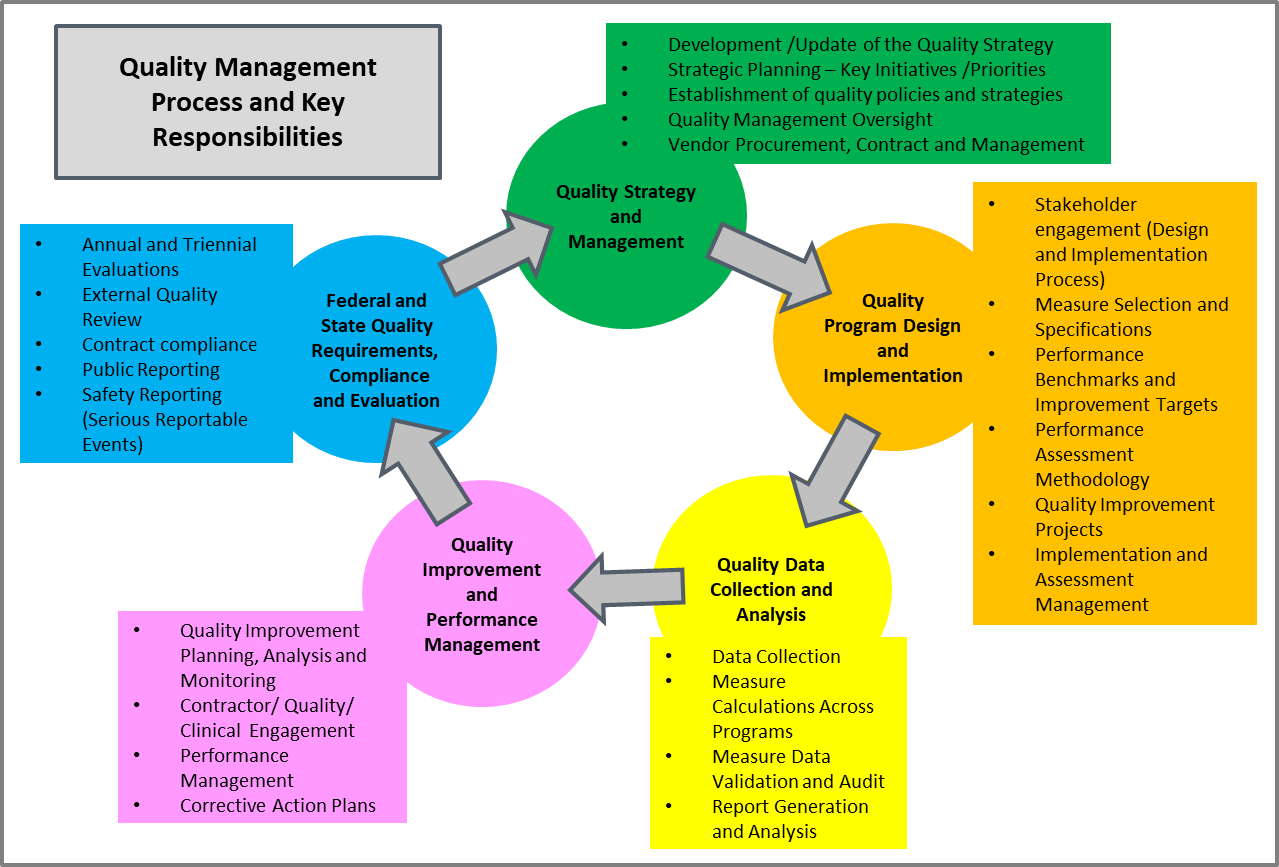 Quality Management
Process and Key
Responsibilities
• Development /Update of the Quality Strategy
• Strategic Planning – Key Initiatives /Priorities
• Establishment of quality policies and strategies
• Quality Management Oversight
• Vendor Procurement, Contract and Management
Quality Strategy
and
Management
• Stakeholder
engagement (Design
and Implementation
Process)
• Measure Selection and
Specifications
• Performance
Benchmarks and
Improvement Targets
• Performance
Assessment
Methodology
• Quality Improvement
Projects
• Implementation and
Assessment
Management
Quality
Program Design
and
Implementation
Quality Data
Collection and
Analysis
• Data Collection
• Measure
Calculations Across
Programs
• Measure Data
Validation and Audit
• Report Generation
and Analysis
Quality
Improvement
and
Performance
Management
• Quality Improvement
Planning, Analysis and
Monitoring
• Contractor/ Quality/
Clinical Engagement
• Performance
Management
• Corrective Action Plans
Federal and
State Quality
Requirements,
Compliance
and Evaluation
• Annual and Triennial
Evaluations
• External Quality
Review
• Contract compliance
• Public Reporting
• Safety Reporting
(Serious Reportable
Events)